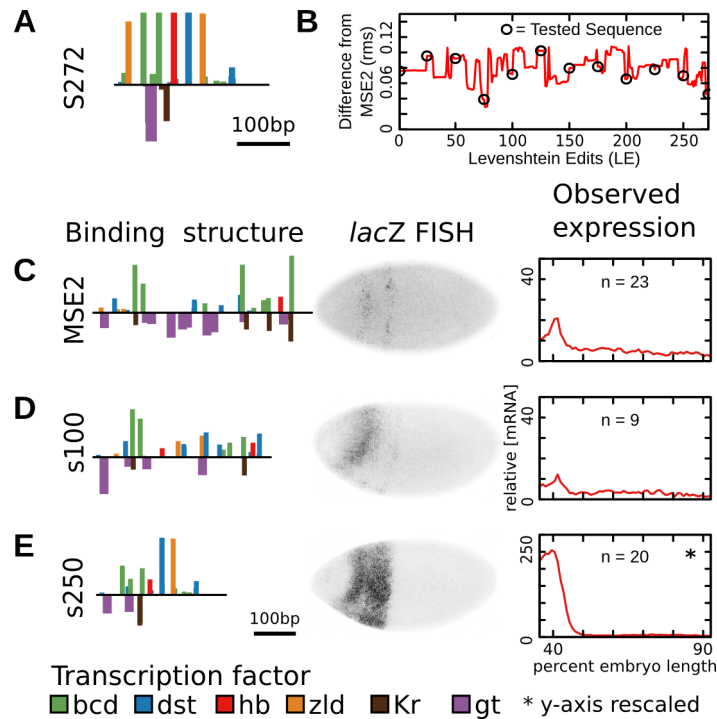 A
S272
100bp
B
Difference from
MSE2 (rms)
0 0.06 0.12
= Tested Sequence
0 50 100 150 200 250
Levenshtein Edits (LE)
Binding structure
lacZ FISH
Observed
expression
C
MSE2
0 40
n = 23
D
s100
relative [mRNA]
0 40
n = 9
E
s250
100bp
0 250
n = 20 *
40 90
percent embryo length
Transcription factor
bcd dst hb zld Kr gt * y-axis rescaled